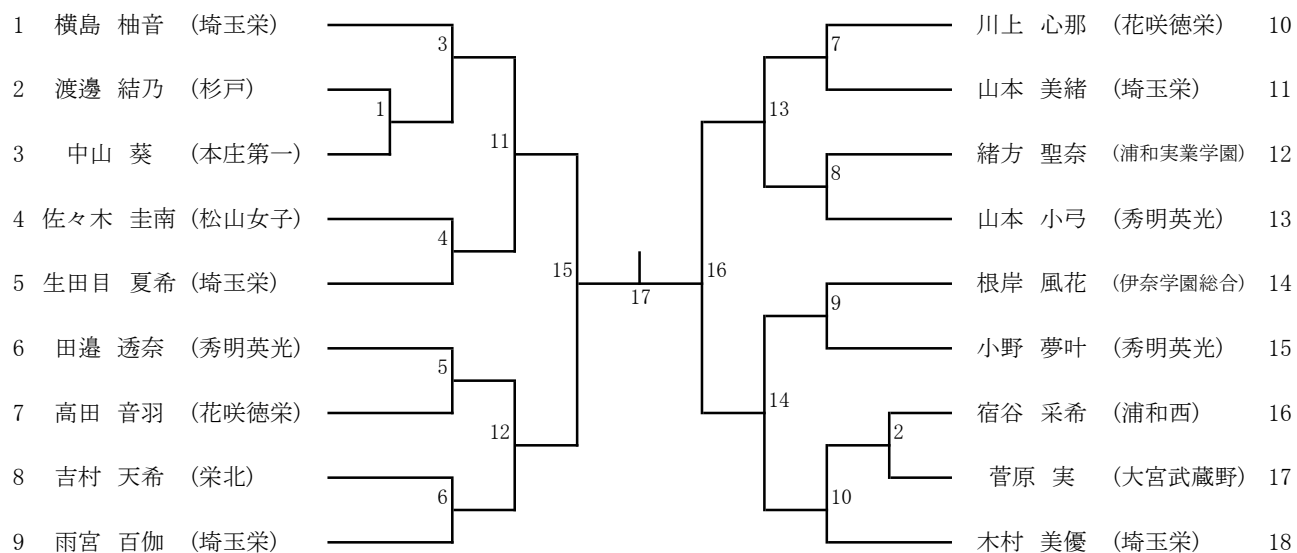 1 横島 柚音 (埼玉栄)
2 渡邊 結乃 (杉戸)
3 中山 葵 (本庄第一)
4 佐々木 圭南 (松山女子)
5 生田目 夏希 (埼玉栄)
6 田邉 透奈 (秀明英光)
7 高田 音羽 (花咲徳栄)
8 吉村 天希 (栄北)
9 雨宮 百伽 (埼玉栄)
3
1
11
4
15
5
12
6
17
16
7
13
8
9
14
2
10
川上 心那 (花咲徳栄) 10
山本 美緒 (埼玉栄) 11
緒方 聖奈 (浦和実業学園) 12
山本 小弓 (秀明英光) 13
根岸 風花 (伊奈学園総合) 14
小野 夢叶 (秀明英光) 15
宿谷 采希 (浦和西) 16
菅原 実 (大宮武蔵野) 17
木村 美優 (埼玉栄) 18